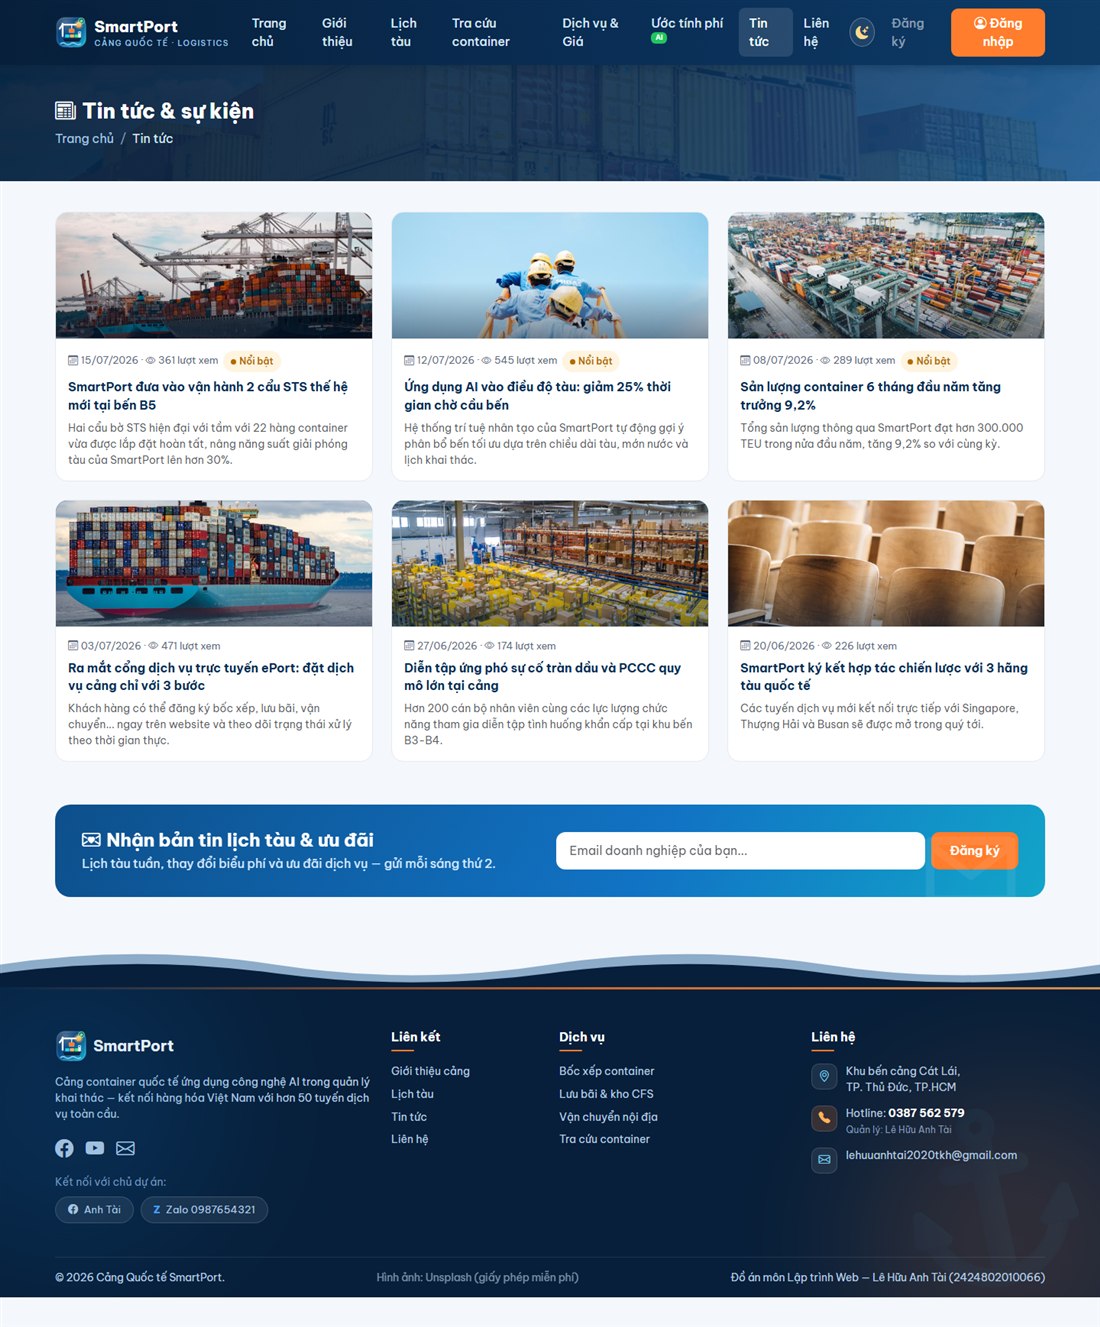 SmartPort
CẢNG QUỐC TẾ · LOGISTICS
Trang chủ
Giới thiệu
Lịch tàu
Tra cứu container
Dịch vụ & Giá
Ước tính phí AI
Tin tức
Liên hệ
Đăng ký
Đăng nhập
Tin tức & sự kiện
Trang chủ / Tin tức
15/07/2026 · 361 lượt xem Nổi bật
SmartPort đưa vào vận hành 2 cẩu STS thế hệ
mới tại bến B5
Hai cẩu bờ STS hiện đại với tầm với 22 hàng container
vừa được lắp đặt hoàn tất, nâng năng suất giải phóng
tàu của SmartPort lên hơn 30%.
12/07/2026 · 545 lượt xem Nổi bật
Ứng dụng AI vào điều độ tàu: giảm 25% thời
gian chờ cầu bến
Hệ thống trí tuệ nhân tạo của SmartPort tự động gợi ý
phân bổ bến tối ưu dựa trên chiều dài tàu, mớn nước và
lịch khai thác.
08/07/2026 · 289 lượt xem Nổi bật
Sản lượng container 6 tháng đầu năm tăng
trưởng 9,2%
Tổng sản lượng thông qua SmartPort đạt hơn 300.000
TEU trong nửa đầu năm, tăng 9,2% so với cùng kỳ.
03/07/2026 · 471 lượt xem
Ra mắt cổng dịch vụ trực tuyến ePort: đặt dịch
vụ cảng chỉ với 3 bước
Khách hàng có thể đăng ký bốc xếp, lưu bãi, vận
chuyển... ngay trên website và theo dõi trạng thái xử lý
theo thời gian thực.
27/06/2026 · 174 lượt xem
Diễn tập ứng phó sự cố tràn dầu và PCCC quy
mô lớn tại cảng
Hơn 200 cán bộ nhân viên cùng các lực lượng chức
năng tham gia diễn tập tình huống khẩn cấp tại khu bến
B3-B4.
20/06/2026 · 226 lượt xem
SmartPort ký kết hợp tác chiến lược với 3 hãng
tàu quốc tế
Các tuyến dịch vụ mới kết nối trực tiếp với Singapore,
Thượng Hải và Busan sẽ được mở trong quý tới.
Nhận bản tin lịch tàu & ưu đãi
Lịch tàu tuần, thay đổi biểu phí và ưu đãi dịch vụ — gửi mỗi sáng thứ 2.
Email doanh nghiệp của bạn...
Đăng ký
SmartPort
Cảng container quốc tế ứng dụng công nghệ AI trong quản lý
khai thác — kết nối hàng hóa Việt Nam với hơn 50 tuyến dịch
vụ toàn cầu.
Kết nối với chủ dự án:
Anh Tài
Z Zalo 0987654321
Liên kết
Giới thiệu cảng
Lịch tàu
Tin tức
Liên hệ
Dịch vụ
Bốc xếp container
Lưu bãi & kho CFS
Vận chuyển nội địa
Tra cứu container
Liên hệ
Khu bến cảng Cát Lái,
TP. Thủ Đức, TP.HCM
Hotline: 0387 562 579
Quản lý: Lê Hữu Anh Tài
lehuuanhtai2020tkh@gmail.com
© 2026 Cảng Quốc tế SmartPort.
Hình ảnh: Unsplash (giấy phép miễn phí)
Đồ án môn Lập trình Web — Lê Hữu Anh Tài (2424802010066)